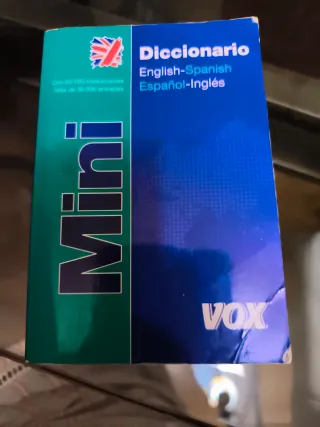 Diccionario
English-Spanish
Español-Inglés
Mini
VOX